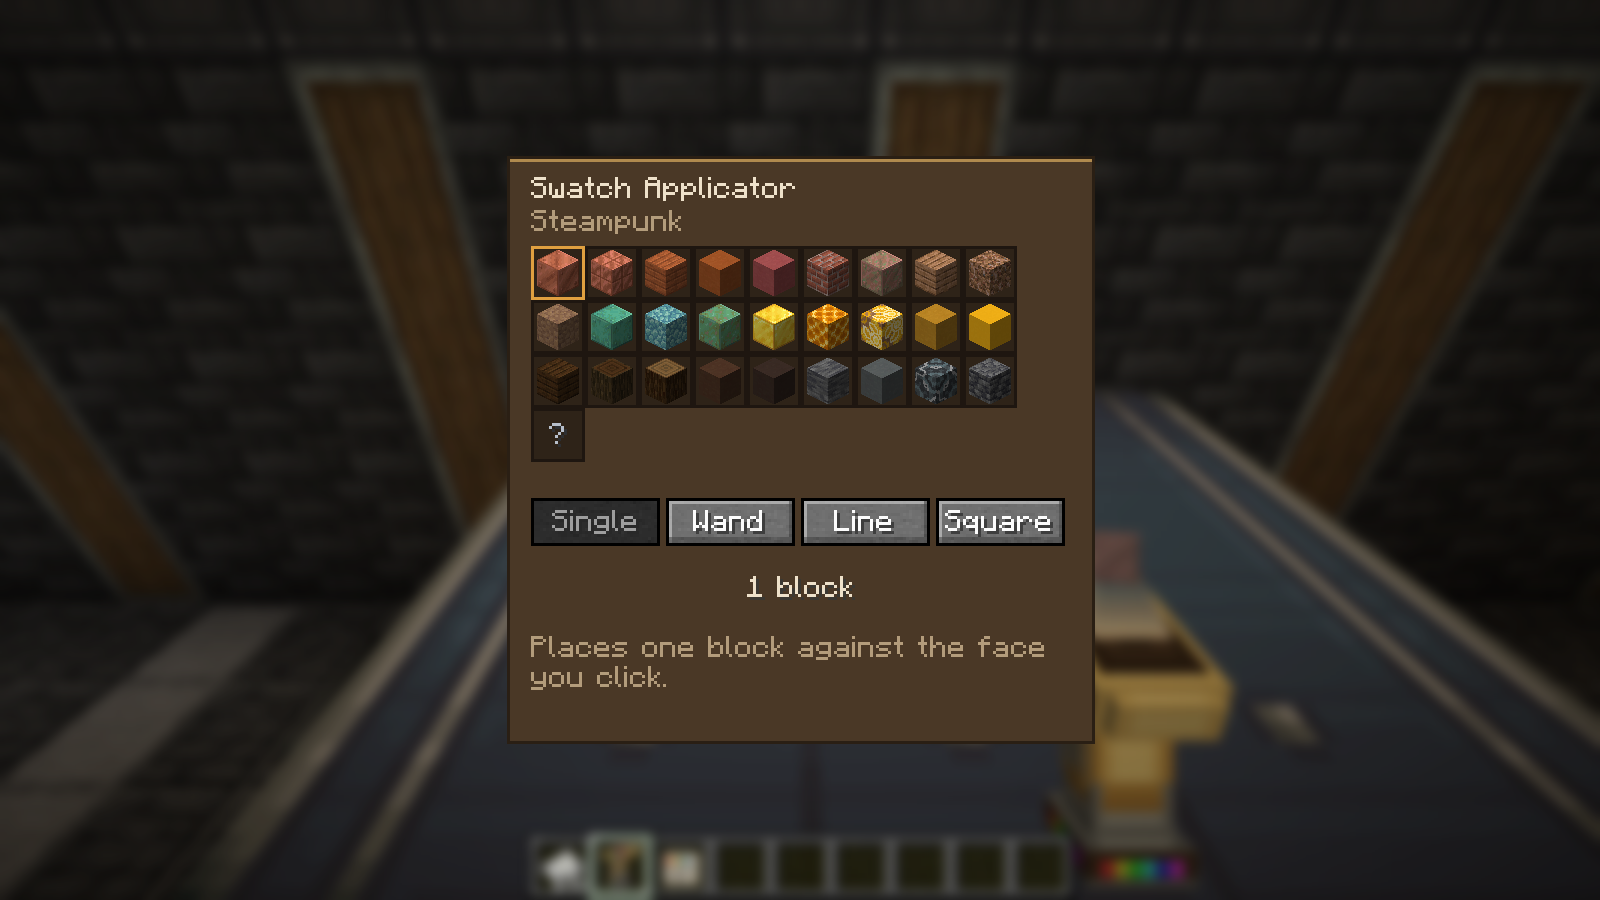 Swatch Applicator
Steampunk
?
Single Wand Line Square
1 block
Places one block against the face
you click.